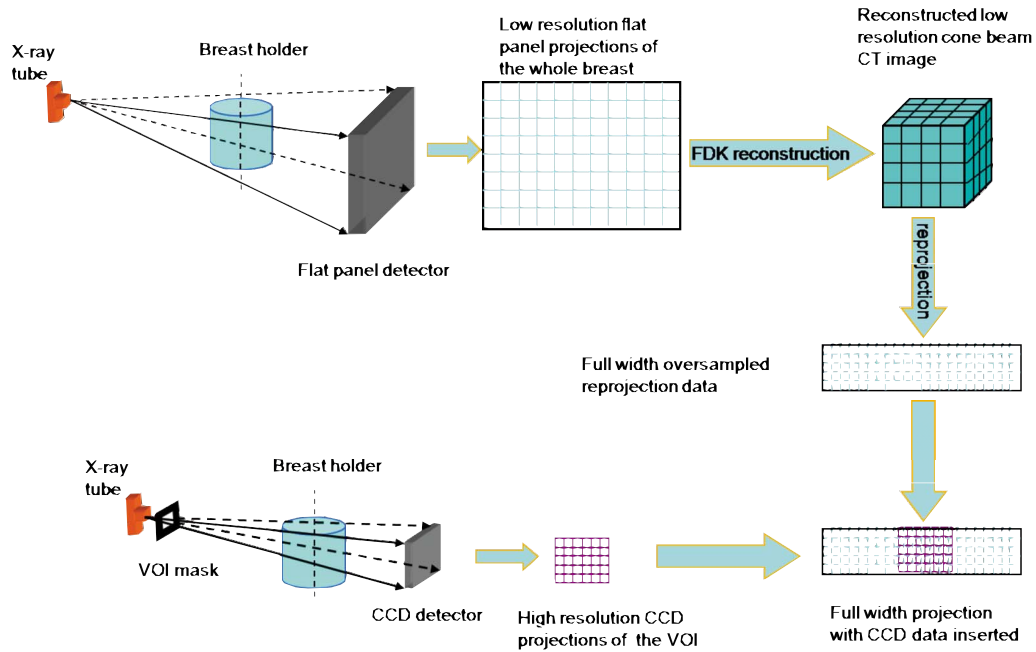 X-ray
tube
Breast holder
Low resolution flat
panel projections of
the whole breast
Reconstructed low
resolution cone beam
CT image
FDK reconstruction
Flat panel detector
reprojection
Full width oversampled
reprojection data
X-ray
tube
Breast holder
VOI mask
CCD detector
High resolution CCD
projections of the VOI
Full width projection
with CCD data inserted